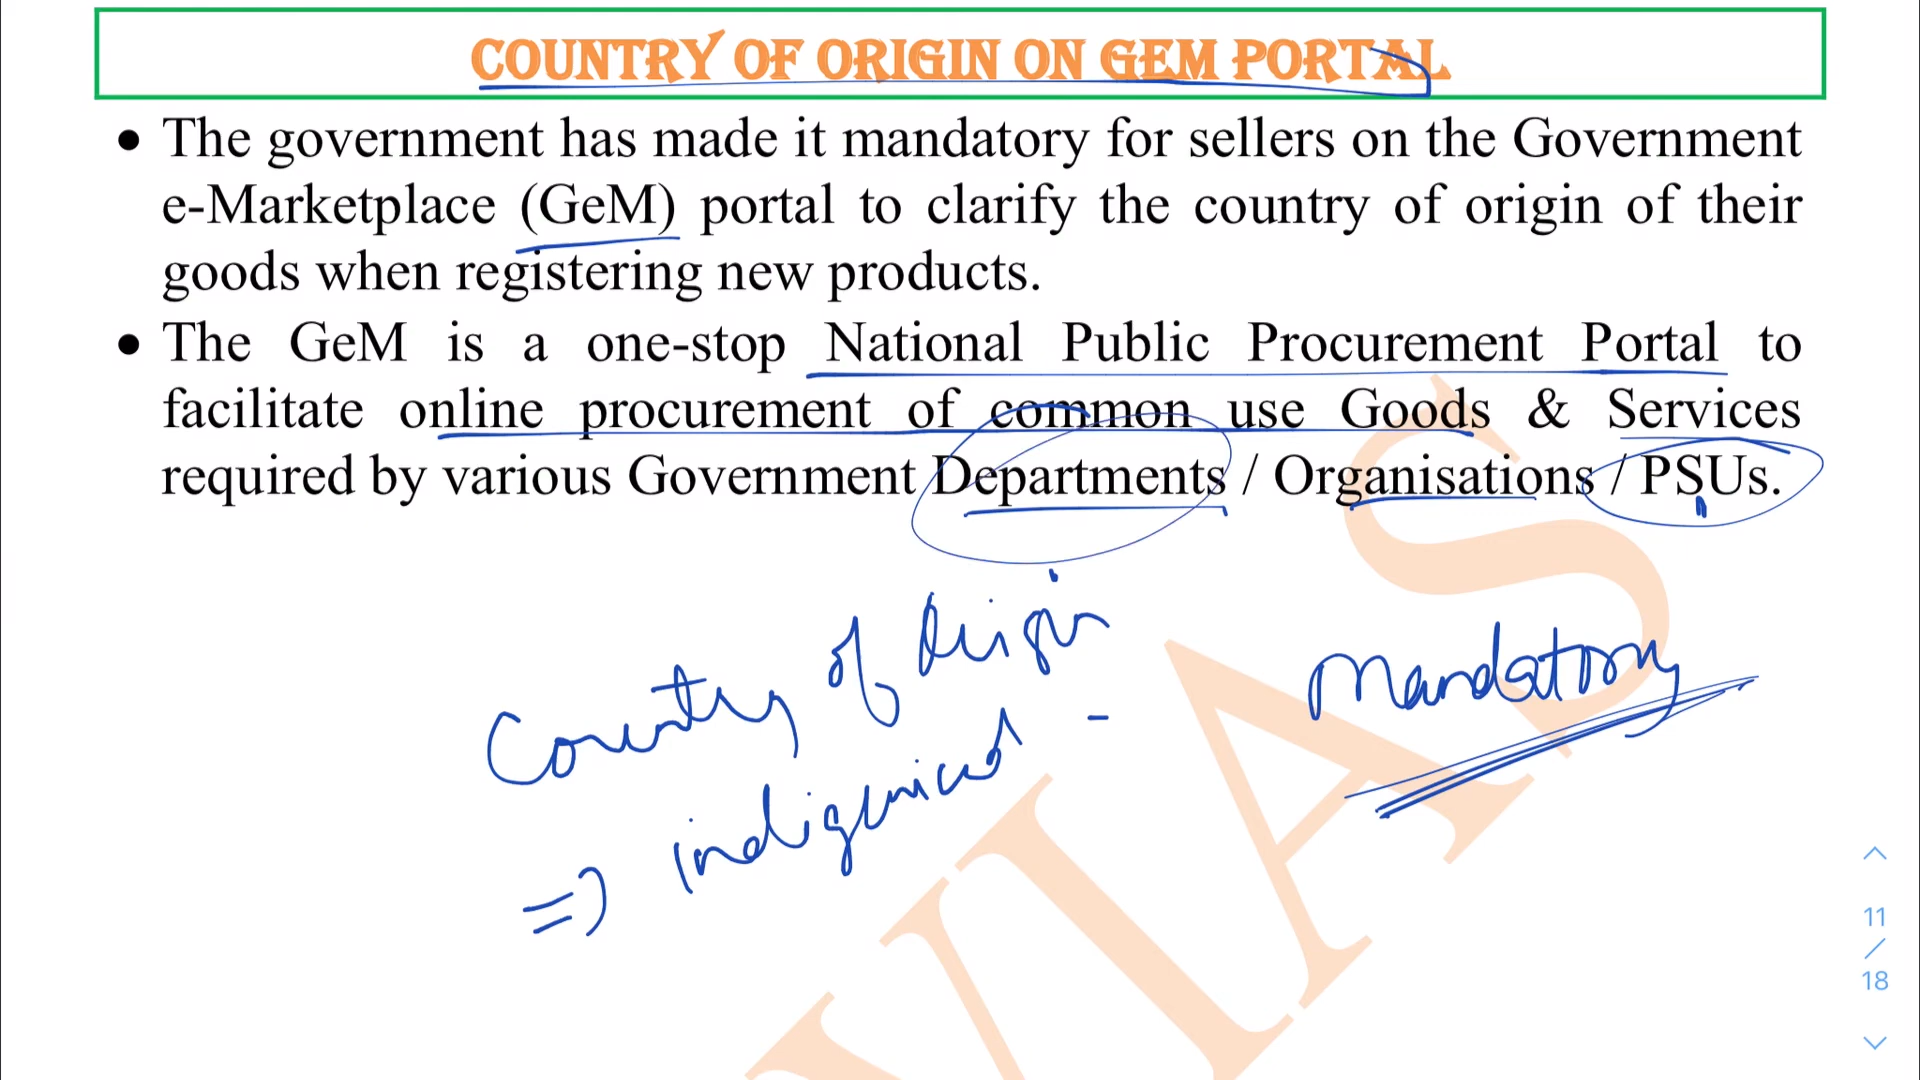 COUNTRY OF ORIGIN ON GEM PORTAL
• The government has made it mandatory for sellers on the Government
e-Marketplace (GeM) portal to clarify the country of origin of their
goods when registering new products.
• The GeM is a one-stop National Public Procurement Portal to
facilitate online procurement of common use Goods & Services
required by various Government Departments / Organisations / PSUs.
Country of Origin
Mandatory
=>
11
/
18
VIAS